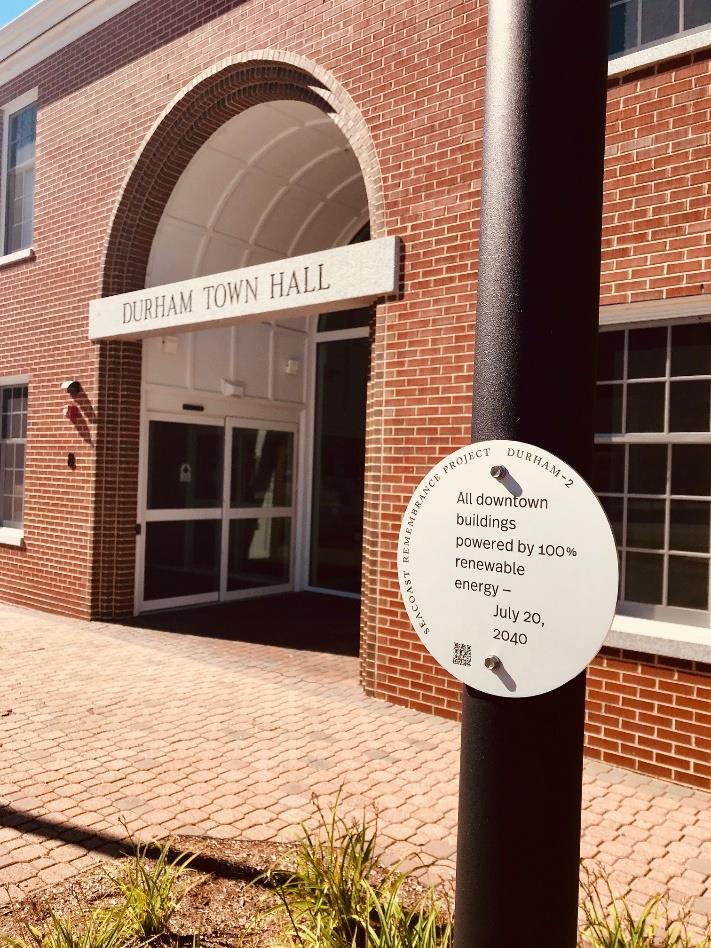 DURHAM TOWN HALL
SEACOAST REMEMBRANCE PROJECT DURHAM–2
All downtown
buildings
powered by 100%
renewable
energy –
July 20,
2040